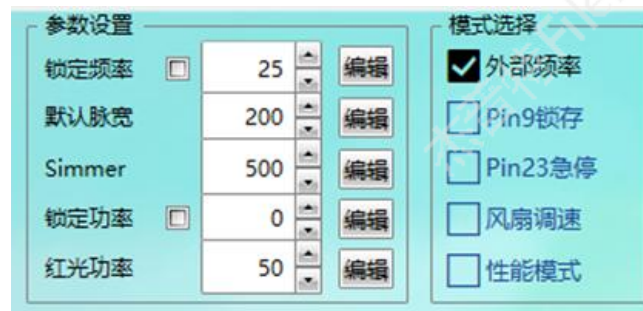 参数设置
锁定频率 25 编辑
默认脉宽 200 编辑
Simmer 500 编辑
锁定功率 0 编辑
红光功率 50 编辑
模式选择
外部频率
Pin9锁存
Pin23急停
风扇调速
性能模式